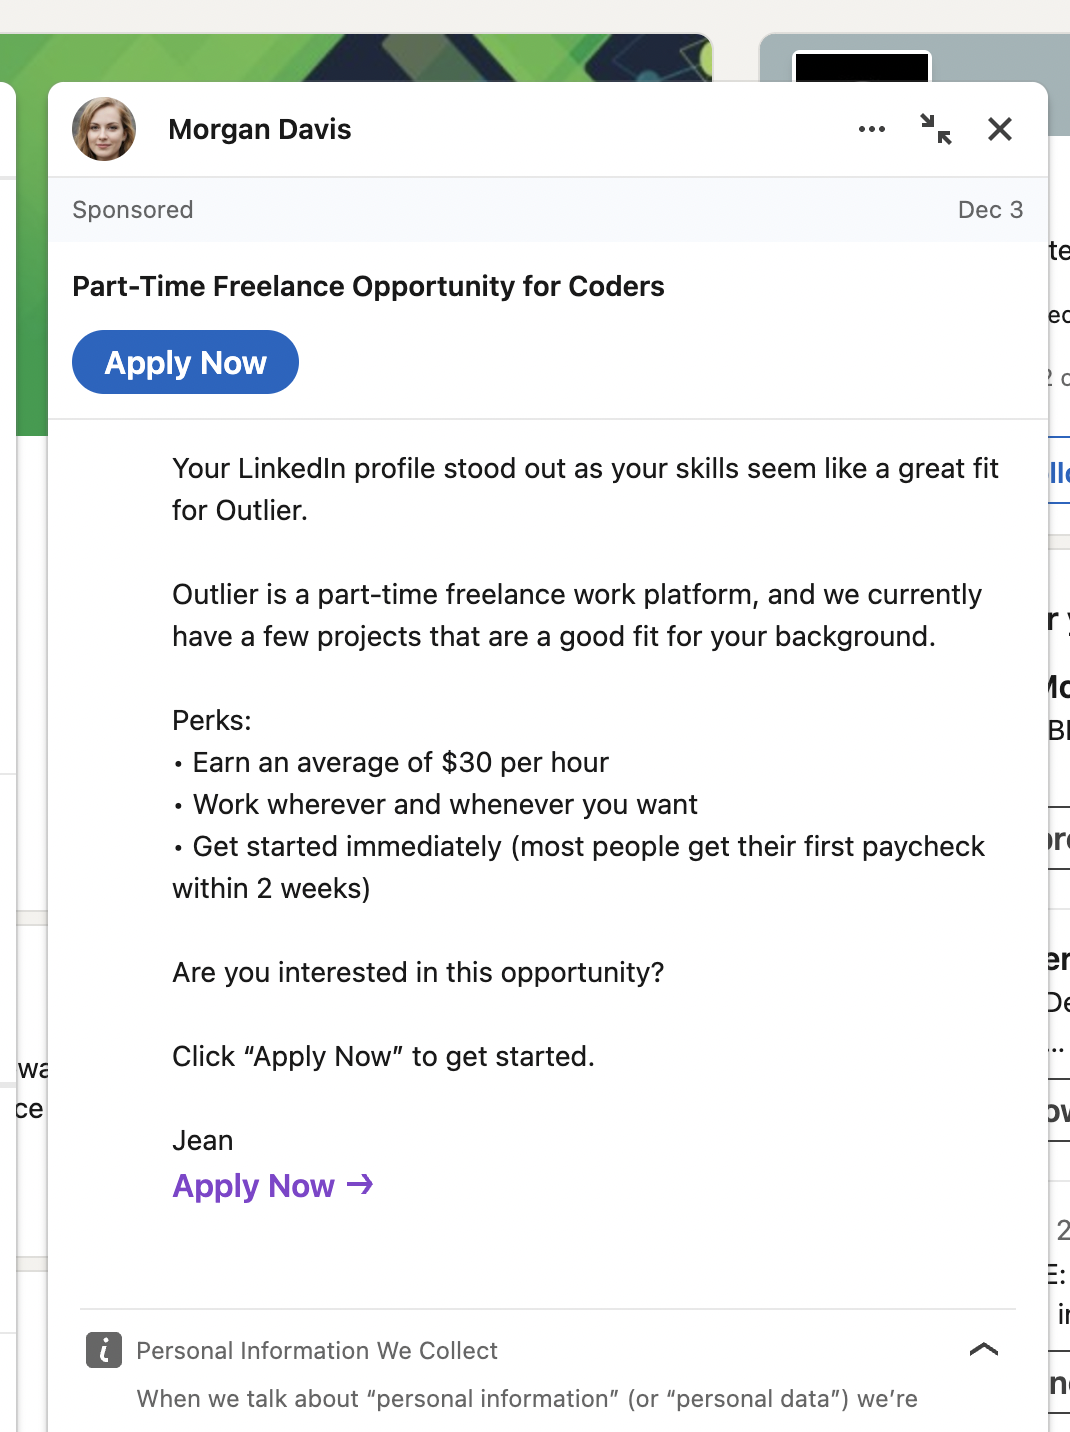 Morgan Davis
Sponsored
Dec 3
Part-Time Freelance Opportunity for Coders
Apply Now
Your LinkedIn profile stood out as your skills seem like a great fit
for Outlier.
Outlier is a part-time freelance work platform, and we currently
have a few projects that are a good fit for your background.
Perks:
• Earn an average of $30 per hour
• Work wherever and whenever you want
• Get started immediately (most people get their first paycheck
within 2 weeks)
Are you interested in this opportunity?
Click “Apply Now” to get started.
Jean
Apply Now →
Personal Information We Collect
When we talk about “personal information” (or “personal data”) we’re